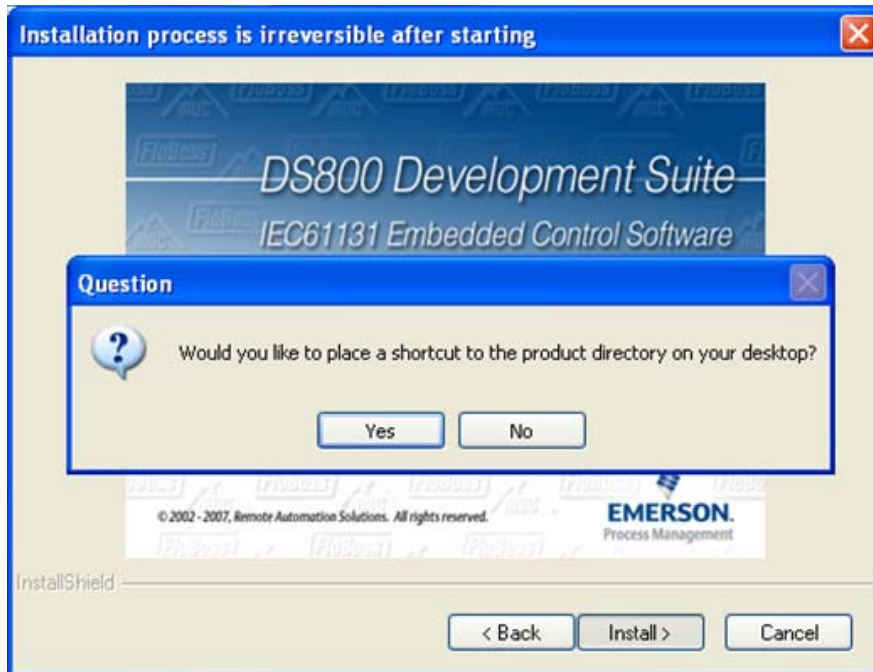 Installation process is irreversible after starting
DS800 Development Suite
IEC61131 Embedded Control Software
Question
Would you like to place a shortcut to the product directory on your desktop?
Yes
No
© 2002 - 2007, Remote Automation Solutions. All rights reserved.
EMERSON.
Process Management
InstallShield
< Back
Install >
Cancel